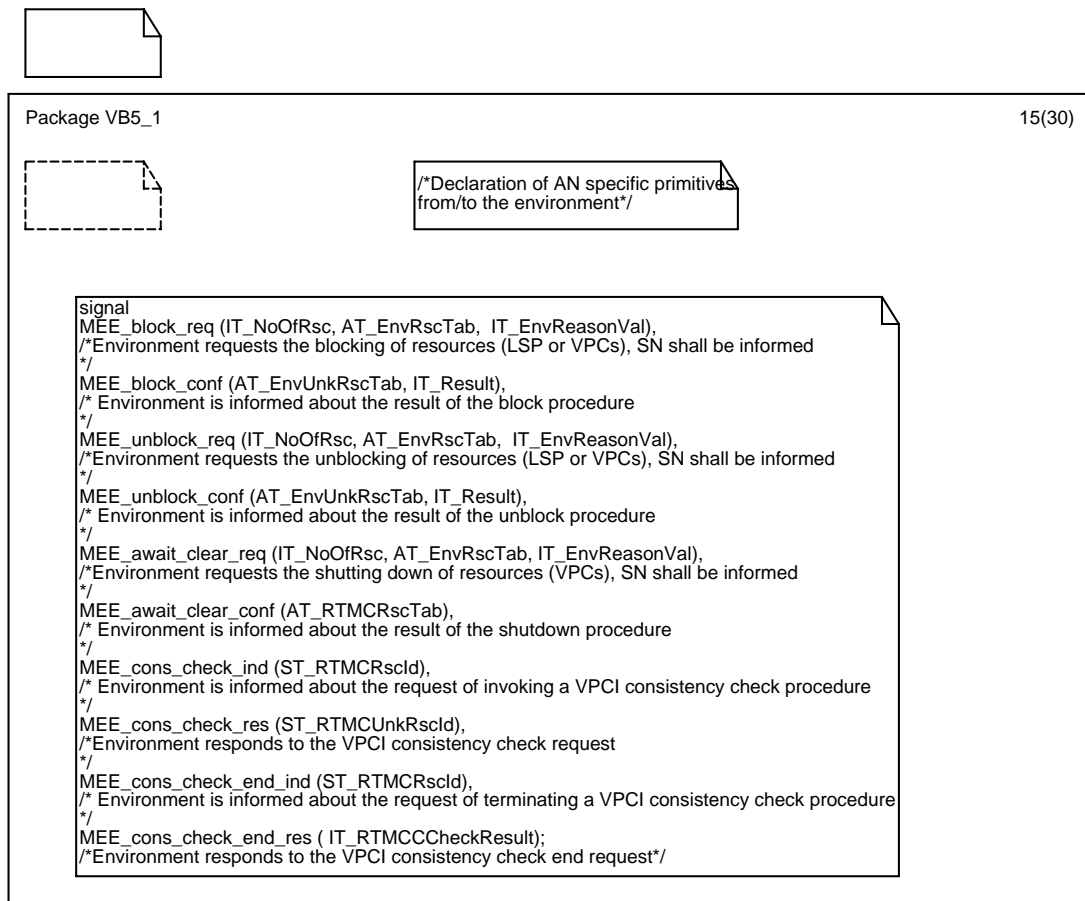 Package VB5_1
15(30)
/*Declaration of AN specific primitives
from/to the environment*/
signal
MEE_block_req (IT_NoOfRsc, AT_EnvRscTab,  IT_EnvReasonVal),
/*Environment requests the blocking of resources (LSP or VPCs), SN shall be informed
*/
MEE_block_conf (AT_EnvUnkRscTab, IT_Result),
/* Environment is informed about the result of the block procedure
*/
MEE_unblock_req (IT_NoOfRsc, AT_EnvRscTab,  IT_EnvReasonVal),
/*Environment requests the unblocking of resources (LSP or VPCs), SN shall be informed
*/
MEE_unblock_conf (AT_EnvUnkRscTab, IT_Result),
/* Environment is informed about the result of the unblock procedure
*/
MEE_await_clear_req (IT_NoOfRsc, AT_EnvRscTab, IT_EnvReasonVal),
/*Environment requests the shutting down of resources (VPCs), SN shall be informed
*/
MEE_await_clear_conf (AT_RTMCRscTab),
/* Environment is informed about the result of the shutdown procedure
*/
MEE_cons_check_ind (ST_RTMCRscId),
/* Environment is informed about the request of invoking a VPCI consistency check procedure
*/
MEE_cons_check_res (ST_RTMCUnkRscId),
/*Environment responds to the VPCI consistency check request
*/
MEE_cons_check_end_ind (ST_RTMCRscId),
/* Environment is informed about the request of terminating a VPCI consistency check procedure
*/
MEE_cons_check_end_res ( IT_RTMCCCheckResult);
/*Environment responds to the VPCI consistency check end request*/